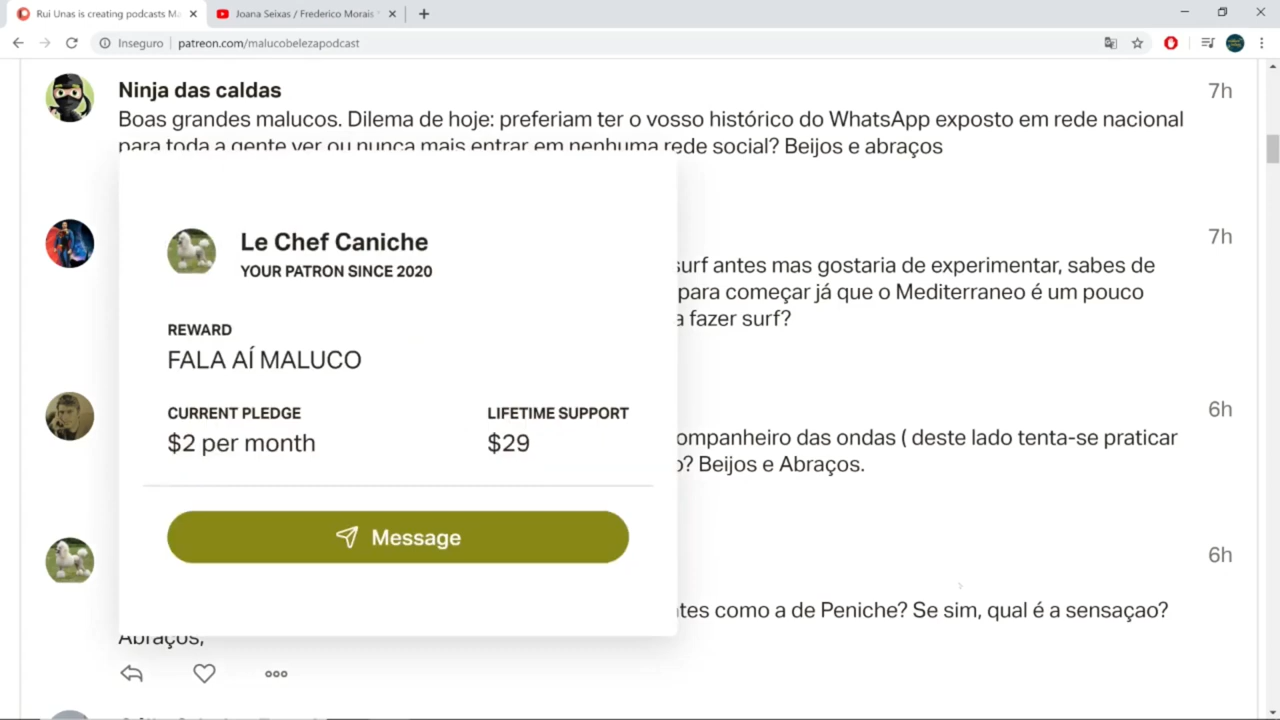 Rui Unas is creating podcasts Ma
Joana Seixas / Frederico Morais
Inseguro
patreon.com/malucobelezapodcast
Ninja das caldas
7h
Boas grandes malucos. Dilema de hoje: preferiam ter o vosso histórico do WhatsApp exposto em rede nacional
para toda a gente ver ou nunca mais entrar em nenhuma rede social? Beijos e abraços
7h
surf antes mas gostaria de experimentar, sabes de
para começar já que o Mediterraneo é um pouco
a fazer surf?
6h
ompanheiro das ondas ( deste lado tenta-se praticar
o? Beijos e Abraços.
6h
ntes como a de Peniche? Se sim, qual é a sensaçao?
Abraços,
Le Chef Caniche
YOUR PATRON SINCE 2020
REWARD
FALA AÍ MALUCO
CURRENT PLEDGE
$2 per month
LIFETIME SUPPORT
$29
Message